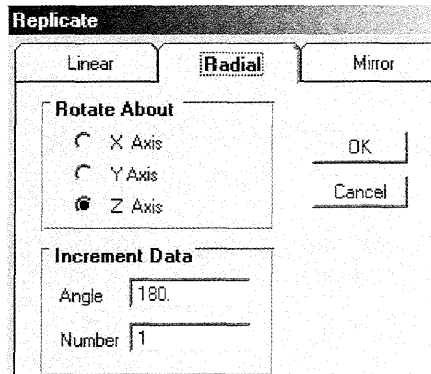 Replicate
Linear Radial Mirror
Rotate About
X Axis
Y Axis
Z Axis
OK
Cancel
Increment Data
Angle 180.
Number 1